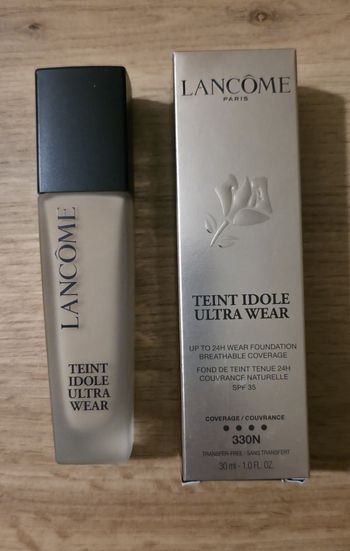 LANCÔME
TEINT
IDOLE
ULTRA
WEAR
LANCÔME
PARIS
TEINT IDOLE
ULTRA WEAR
UP TO 24H WEAR FOUNDATION
BREATHABLE COVERAGE
FOND DE TEINT TENUE 24H
COUVRANCE NATURELLE
SPF 35
COVERAGE / COUVRANCE
330N
TRANSFER-FREE / SANS TRANSFERT
30 ml - 1.0 FL. OZ.